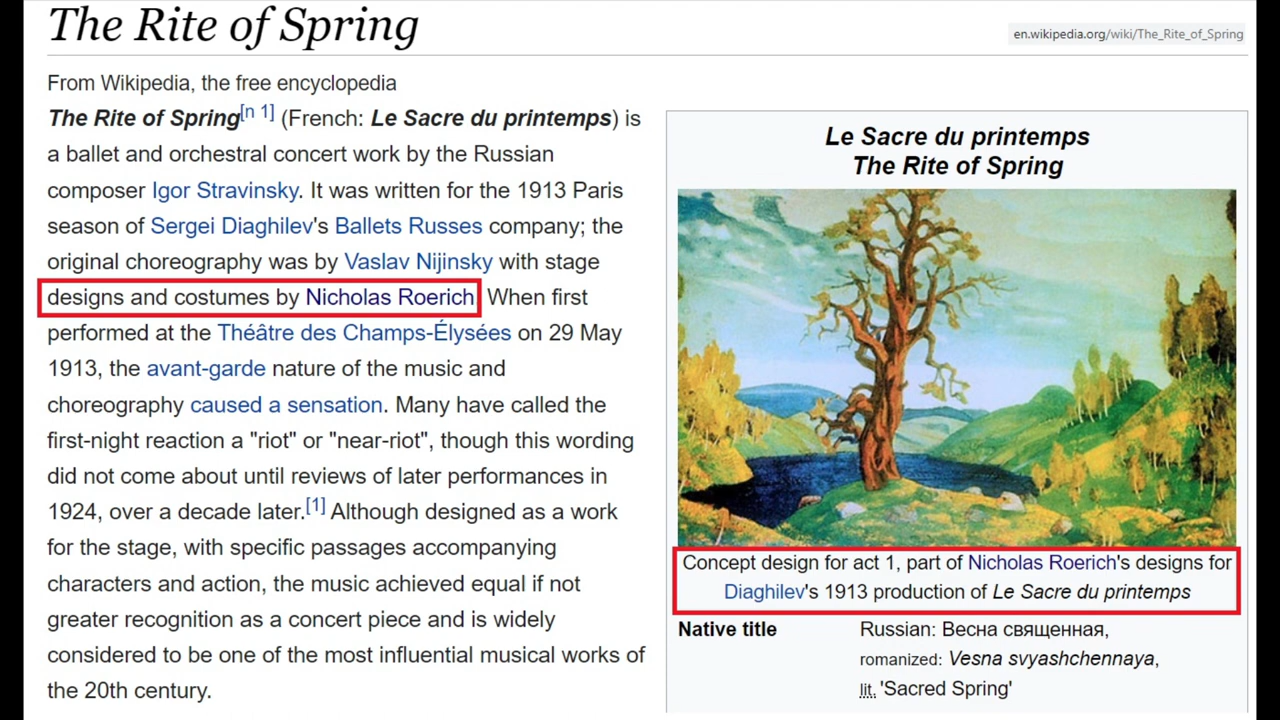 The Rite of Spring
en.wikipedia.org/wiki/The_Rite_of_Spring
From Wikipedia, the free encyclopedia
The Rite of Spring[n 1] (French: Le Sacre du printemps) is
a ballet and orchestral concert work by the Russian
composer Igor Stravinsky. It was written for the 1913 Paris
season of Sergei Diaghilev's Ballets Russes company; the
original choreography was by Vaslav Nijinsky with stage
designs and costumes by Nicholas Roerich. When first
performed at the Théâtre des Champs-Élysées on 29 May
1913, the avant-garde nature of the music and
choreography caused a sensation. Many have called the
first-night reaction a "riot" or "near-riot", though this wording
did not come about until reviews of later performances in
1924, over a decade later.[1] Although designed as a work
for the stage, with specific passages accompanying
characters and action, the music achieved equal if not
greater recognition as a concert piece and is widely
considered to be one of the most influential musical works of
the 20th century.
Le Sacre du printemps
The Rite of Spring
Concept design for act 1, part of Nicholas Roerich's designs for
Diaghilev's 1913 production of Le Sacre du printemps
Native title Russian: Весна священная,
romanized: Vesna svyashchennaya,
lit. 'Sacred Spring'